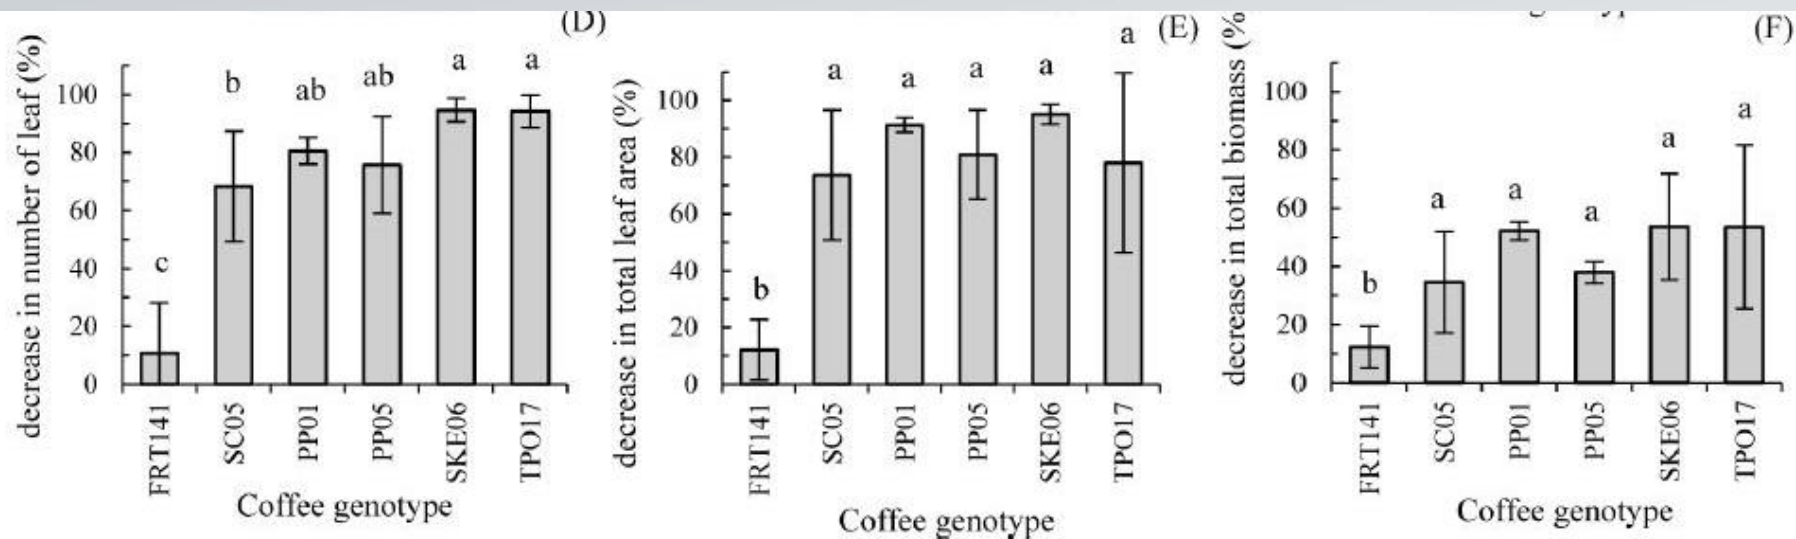 (D)
decrease in number of leaf (%)
100
80
60
40
20
0
c
b
ab
ab
a
a
FRT141
SC05
PP01
PP05
SKE06
TPO17
Coffee genotype
(E)
decrease in total leaf area (%)
100
80
60
40
20
0
b
a
a
a
a
a
FRT141
SC05
PP01
PP05
SKE06
TPO17
Coffee genotype
(F)
decrease in total biomass (%
100
80
60
40
20
0
b
a
a
a
a
a
FRT141
SC05
PP01
PP05
SKE06
TPO17
Coffee genotype